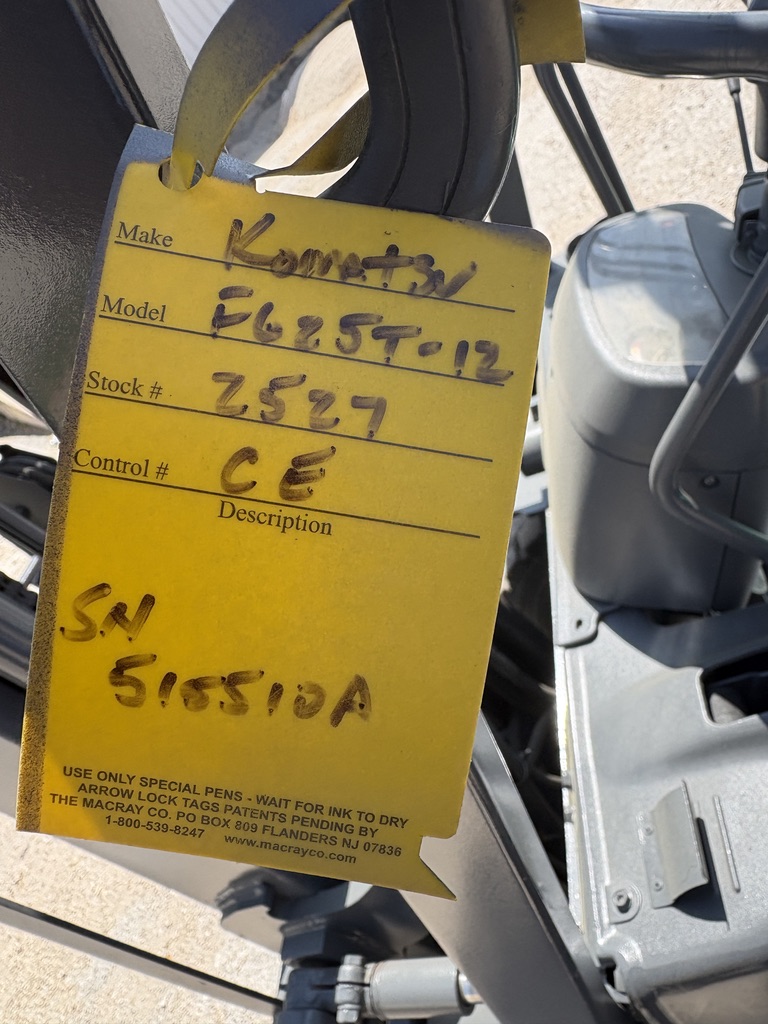 Make Komatsu
Model FG25T-12
Stock # 2527
Control # CE
Description
SN
515510A
USE ONLY SPECIAL PENS - WAIT FOR INK TO DRY
ARROW LOCK TAGS PATENTS PENDING BY
THE MACRAY CO. PO BOX 809 FLANDERS NJ 07836
1-800-539-8247 www.macrayco.com